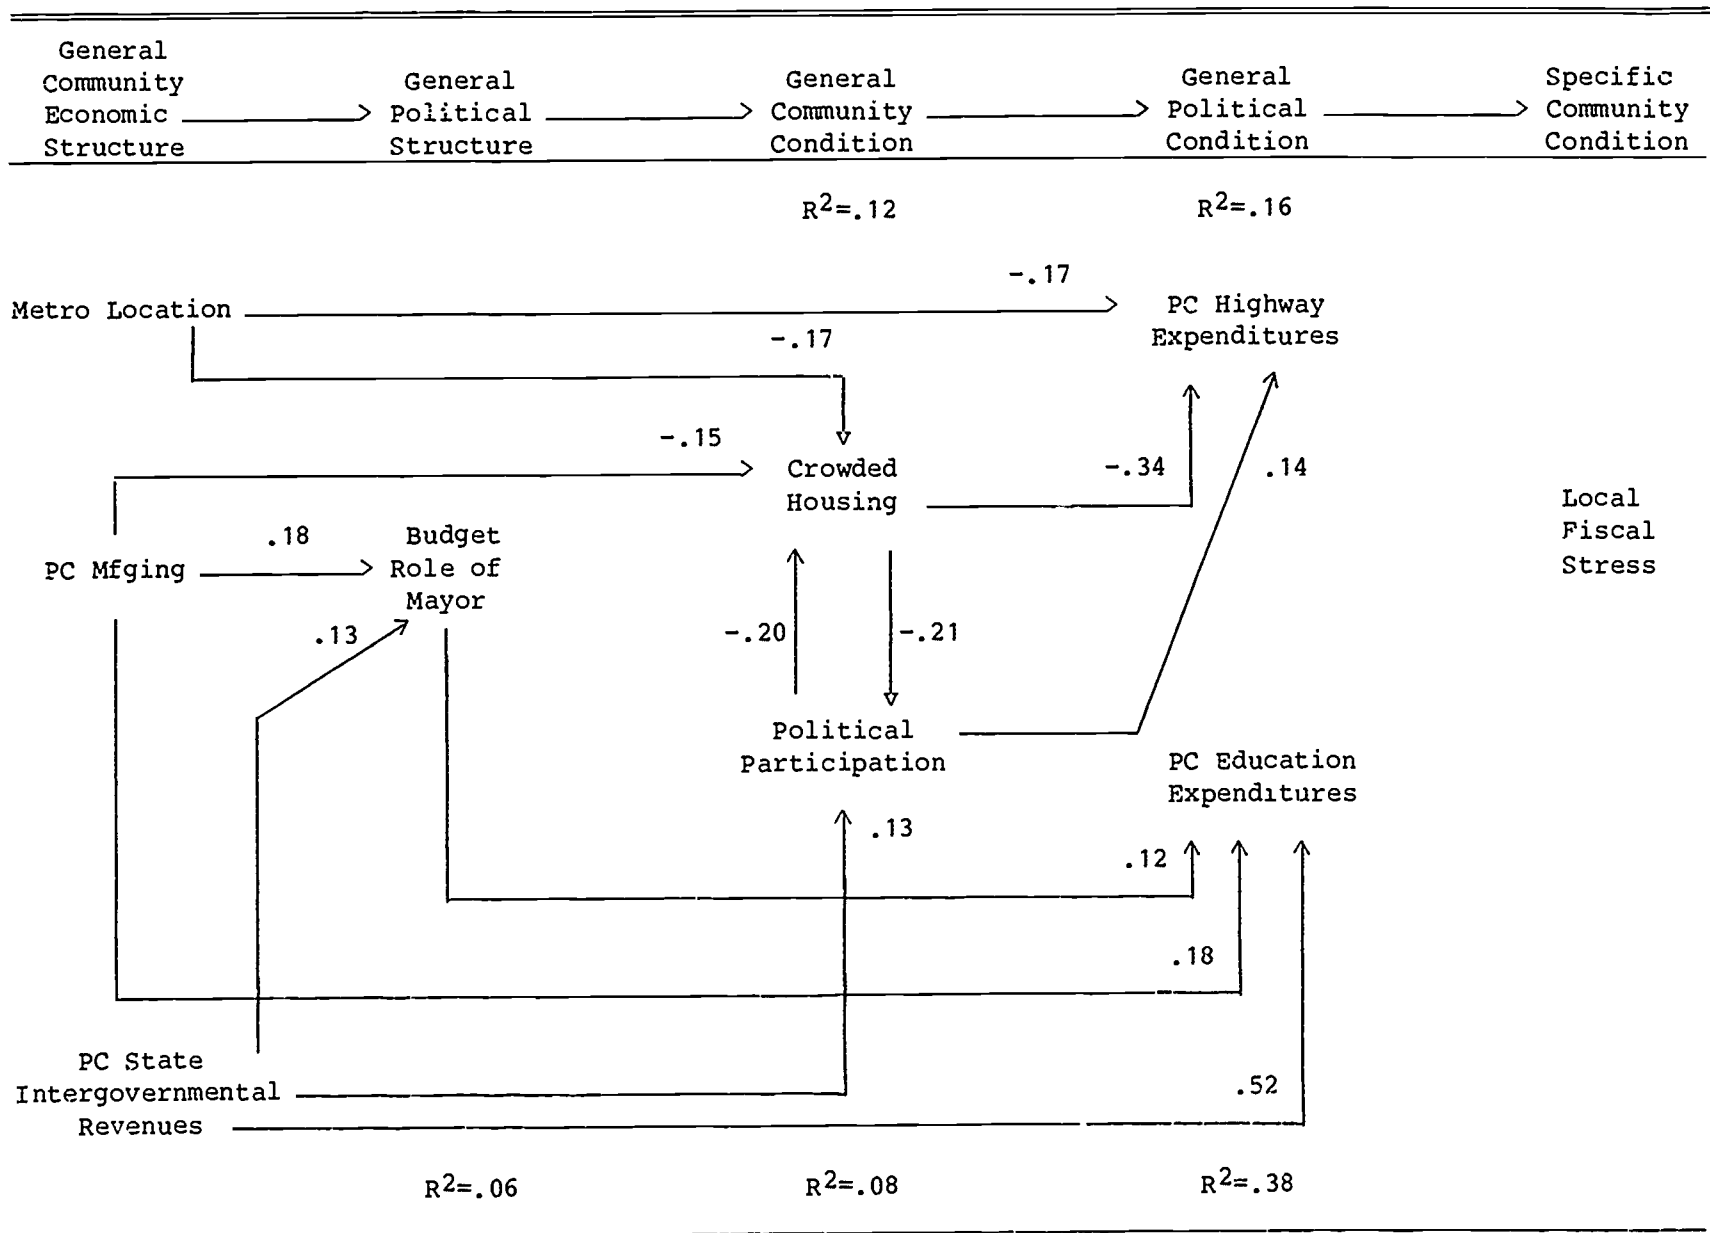 General
Community
Economic
Structure
General
Political
Structure
General
Community
Condition
General
Political
Condition
Specific
Community
Condition
R2=.12
R2=.16
-.17
Metro Location
PC Highway
Expenditures
-.17
-.15
Crowded
Housing
-.34
.14
Local
Fiscal
Stress
.18
Budget
Role of
Mayor
PC Mfging
.13
-.20
-.21
Political
Participation
PC Education
Expenditures
.13
.12
.18
PC State
Intergovernmental
Revenues
.52
R2=.06
R2=.08
R2=.38